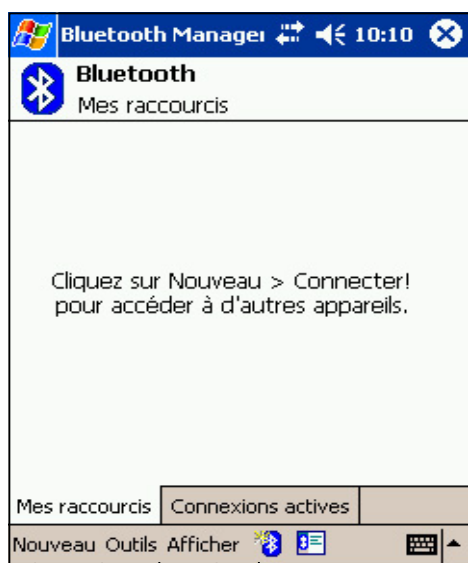 Bluetooth Manager 10:10
Bluetooth
Mes raccourcis
Cliquez sur Nouveau > Connecter!
pour accéder à d'autres appareils.
Mes raccourcis Connexions actives
Nouveau Outils Afficher